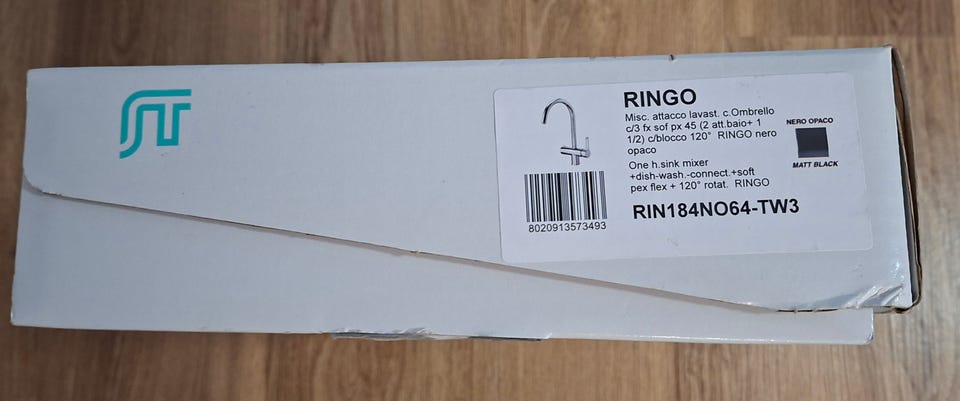 RINGO
Misc. attacco lavast. c.Ombrello
c/3 fx sof px 45 (2 att.baio+ 1
1/2) c/blocco 120° RINGO nero
opaco
One h.sink mixer
+dish-wash.-connect.+soft
pex flex + 120° rotat. RINGO
RIN184NO64-TW3
8020913573493
NERO OPACO
MATT BLACK